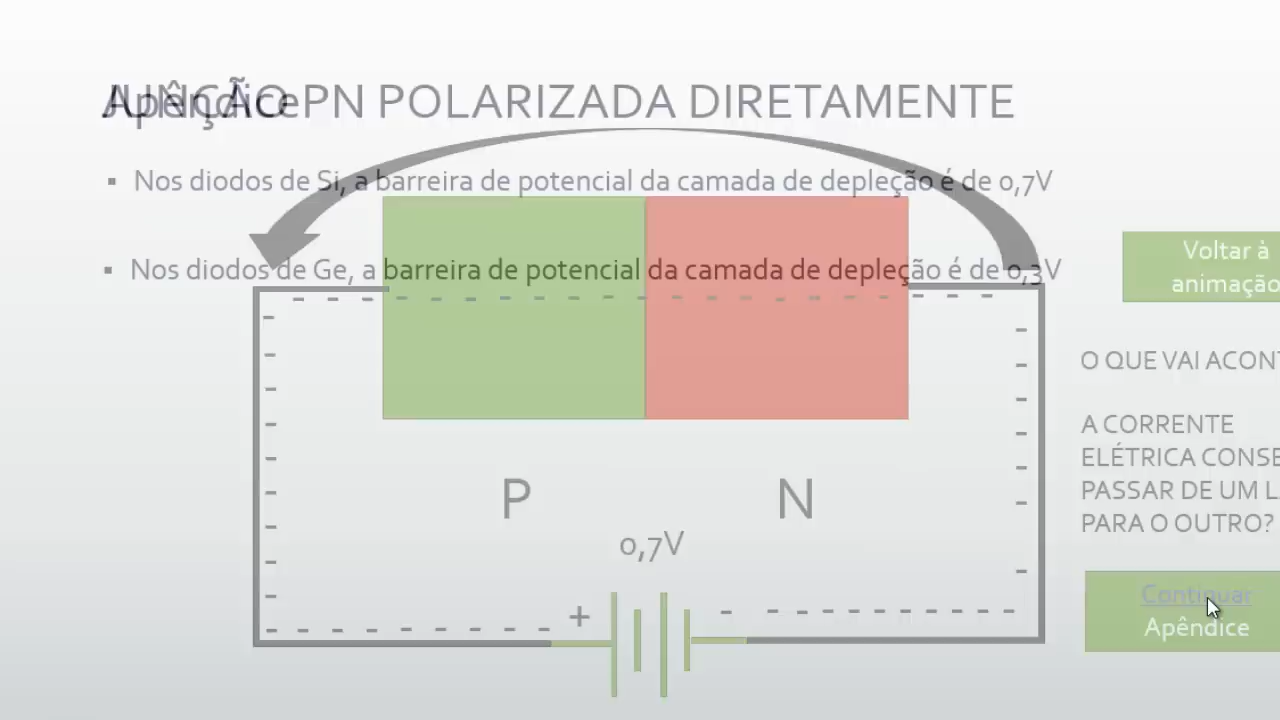 Apêndice
JUNÇÃO PN POLARIZADA DIRETAMENTE
▪ Nos diodos de Si, a barreira de potencial da camada de depleção é de 0,7V
▪ Nos diodos de Ge, a barreira de potencial da camada de depleção é de 0,3V
Voltar à
animação
O QUE VAI ACONT
A CORRENTE
ELÉTRICA CONSE
PASSAR DE UM L
PARA O OUTRO?
P N
0,7V
+ -
Continuar
Apêndice